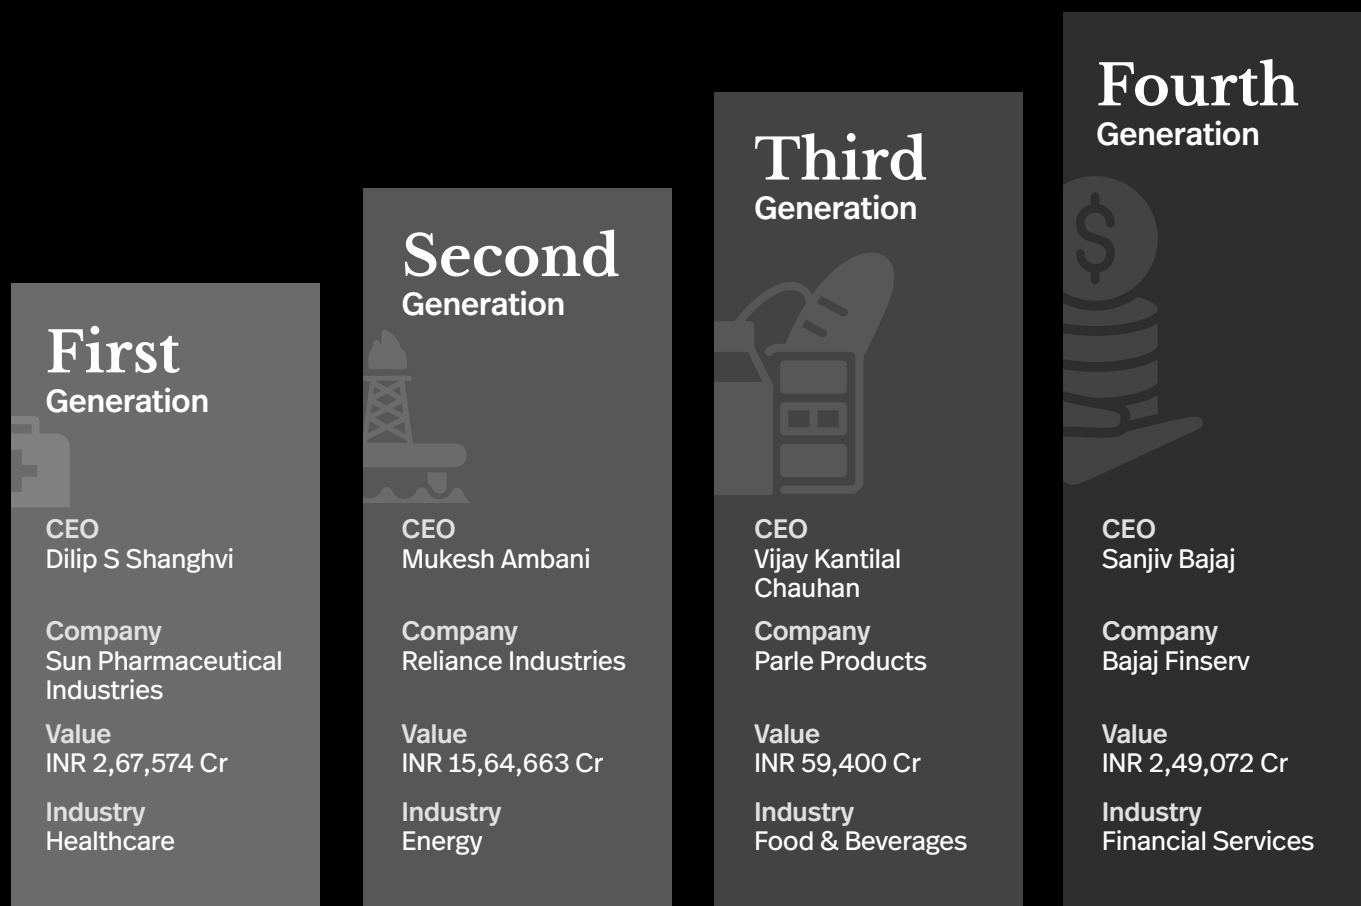 First
Generation
CEO
Dilip S Shanghvi
Company
Sun Pharmaceutical
Industries
Value
INR 2,67,574 Cr
Industry
Healthcare
Second
Generation
CEO
Mukesh Ambani
Company
Reliance Industries
Value
INR 15,64,663 Cr
Industry
Energy
Third
Generation
CEO
Vijay Kantilal
Chauhan
Company
Parle Products
Value
INR 59,400 Cr
Industry
Food & Beverages
Fourth
Generation
$
CEO
Sanjiv Bajaj
Company
Bajaj Finserv
Value
INR 2,49,072 Cr
Industry
Financial Services